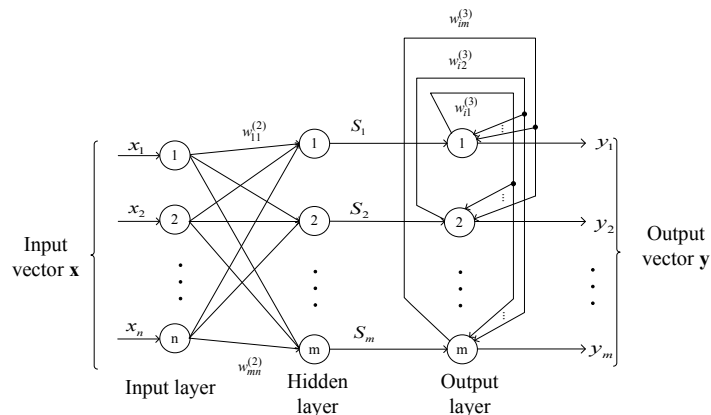 w_{im}^{(3)}
w_{i2}^{(3)}
w_{i1}^{(3)}
x_1 1 w_{11}^{(2)} 1 S_1 1 y_1
x_2 2 2 S_2 2 y_2
Input
vector x
Output
vector y
x_n n w_{mn}^{(2)} m S_m m y_m
Input layer
Hidden
layer
Output
layer